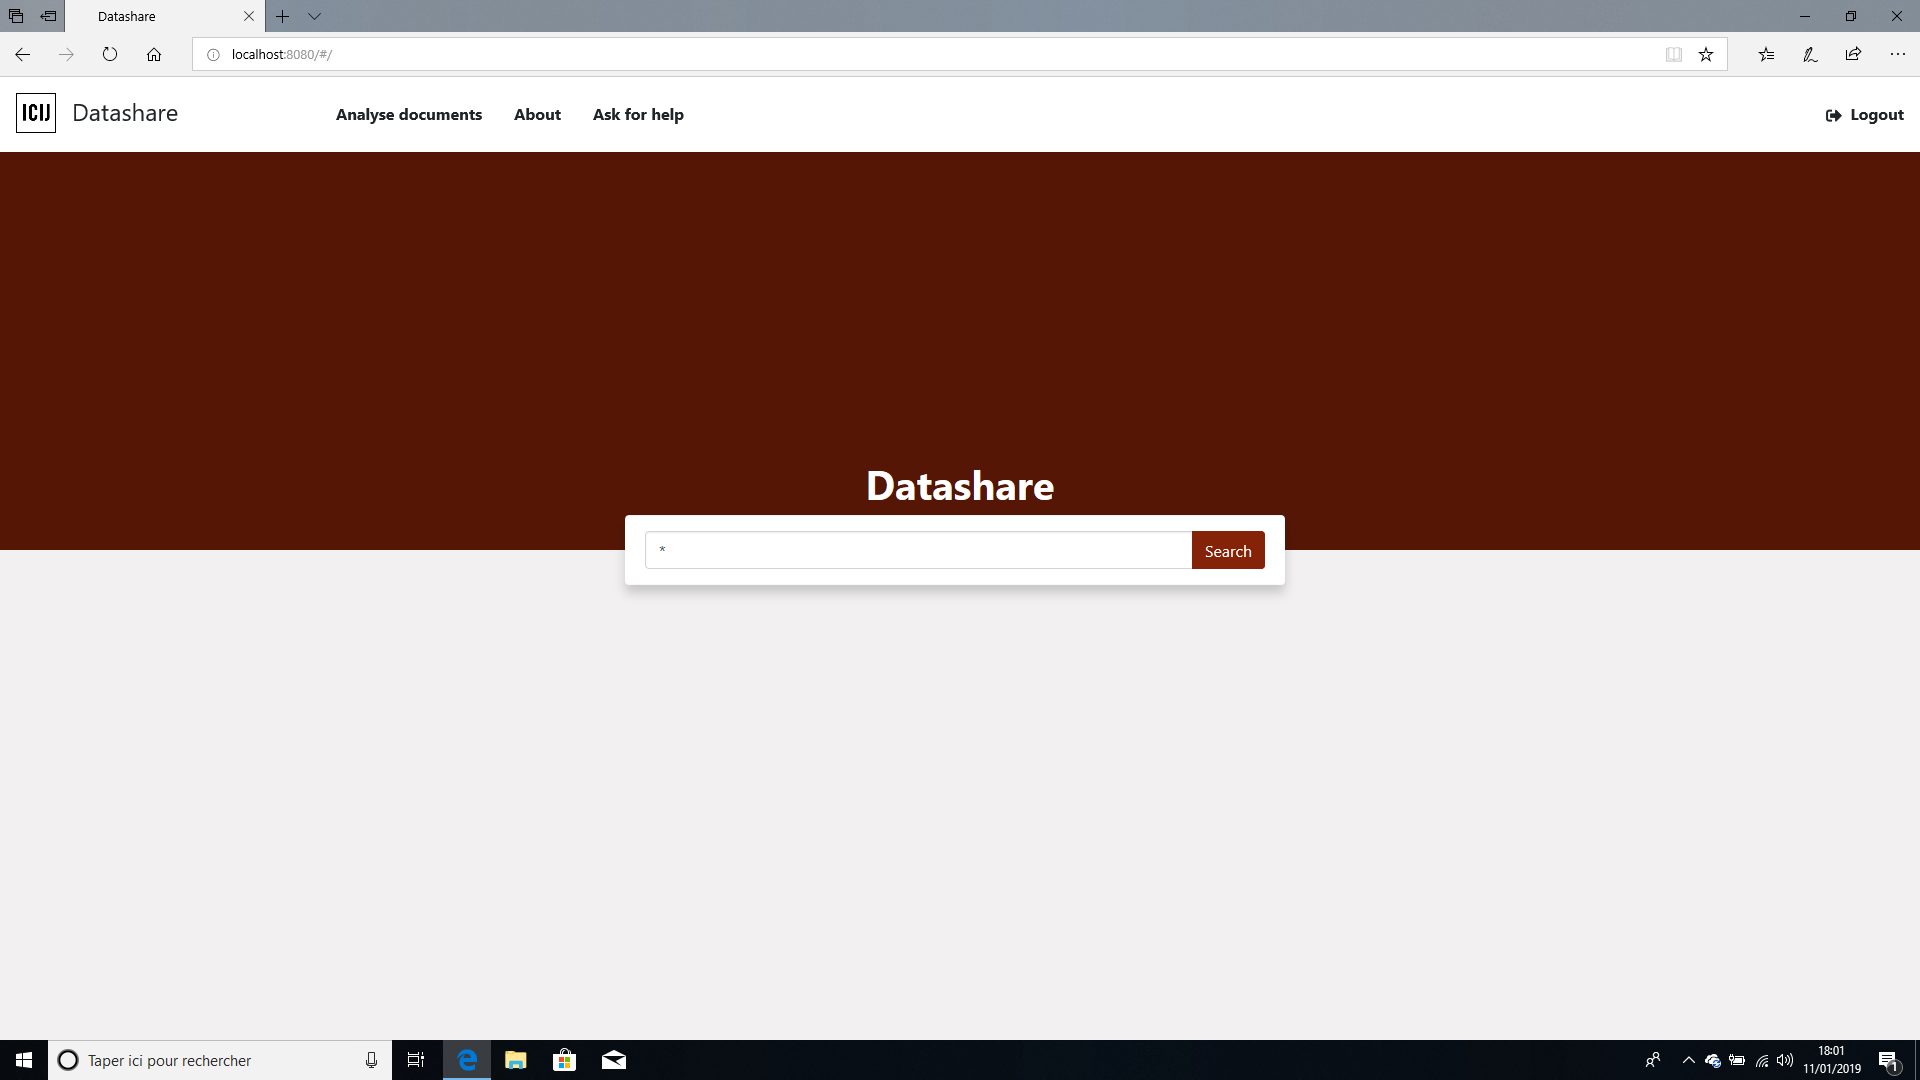 Datashare
localhost:8080/#/
ICIJ Datashare
Analyse documents
About
Ask for help
Logout
Datashare
*
Search
Taper ici pour rechercher
18:01
11/01/2019
1